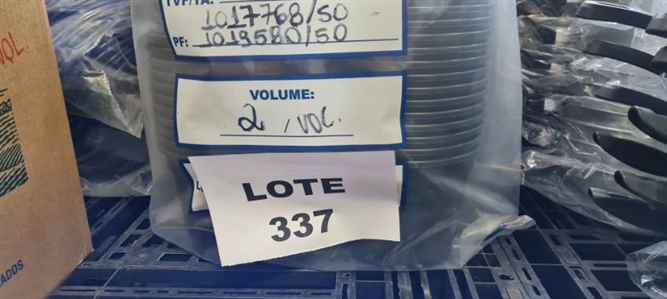 1017768/50
PF: 1019580/50
VOLUME:
2 / VOL.
LOTE
337